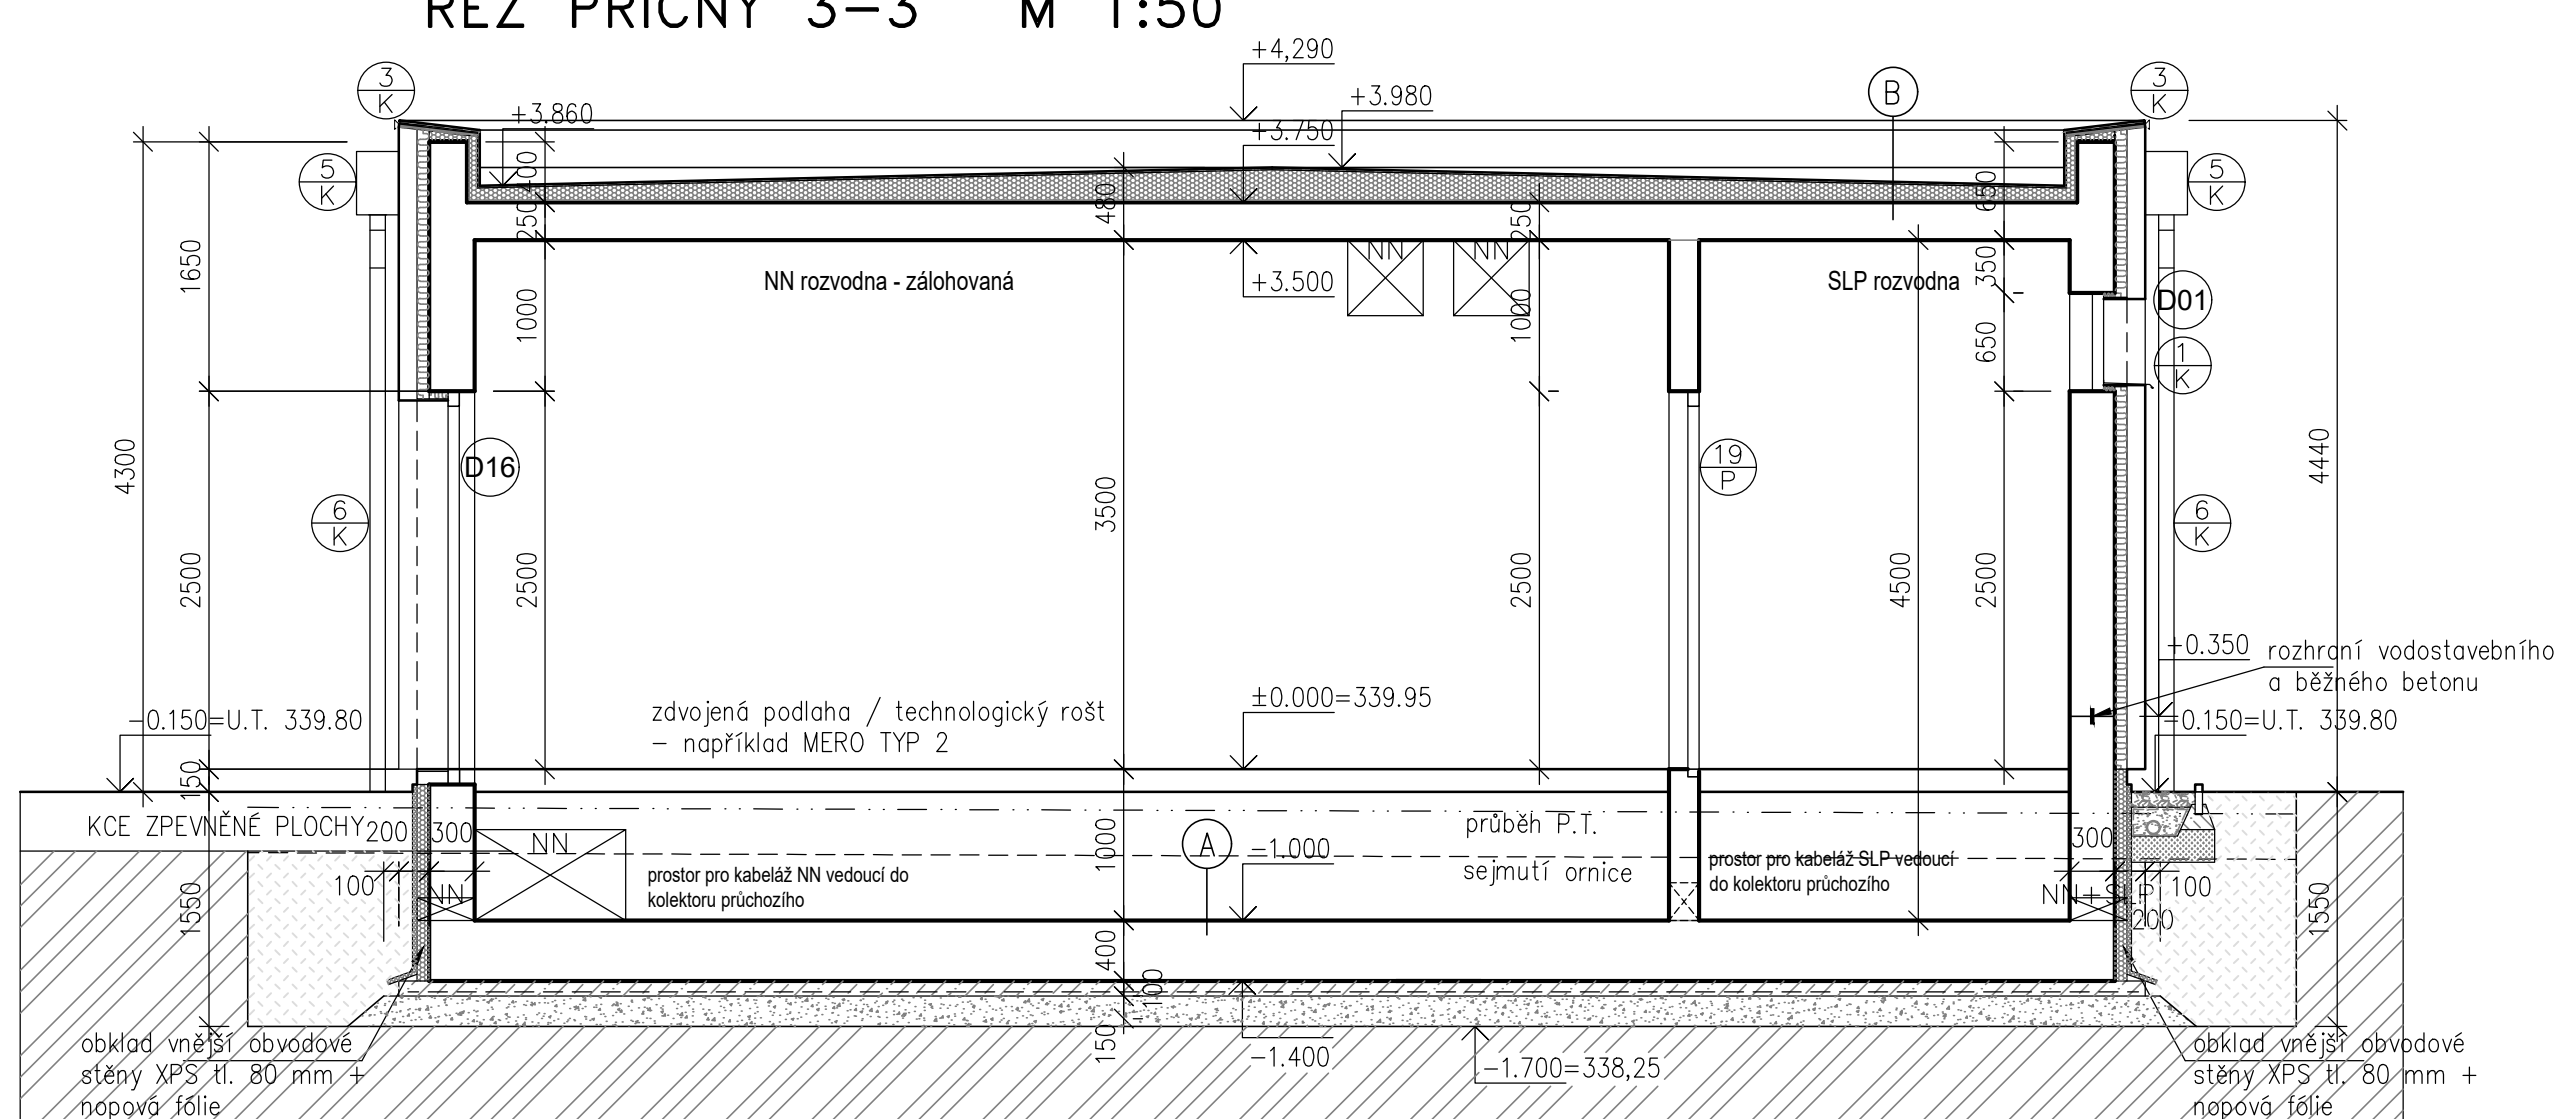 ŘEZ PŘÍČNÝ 3-3 M 1:50
+4,290
3
K
+3.860
+3.980
B
3
K
+3.750
5
K
400
480
650
5
K
250
250
NN
NN
1650
NN rozvodna - zálohovaná
+3.500
SLP rozvodna
350
D01
1000
1000
650
1
K
4300
4440
D16
19
P
3500
6
K
6
K
2500
2500
2500
4500
2500
+0.350
rozhraní vodostavebního
a běžného betonu
±0.000=339.95
zdvojená podlaha / technologický rošt
- například MERO TYP 2
-0.150=U.T. 339.80
-0.150=U.T. 339.80
150
KCE ZPEVNĚNÉ PLOCHY
200
300
NN
1000
A
-1.000
průběh P.T.
sejmutí ornice
300
prostor pro kabeláž NN vedoucí do
kolektoru průchozího
prostor pro kabeláž SLP vedoucí
do kolektoru průchozího
100
NN
NN+SLP
100
200
1550
1550
400
100
150
-1.400
-1.700=338,25
obklad vnější obvodové
stěny XPS tl. 80 mm +
nopová fólie
obklad vnější obvodové
stěny XPS tl. 80 mm +
nopová fólie